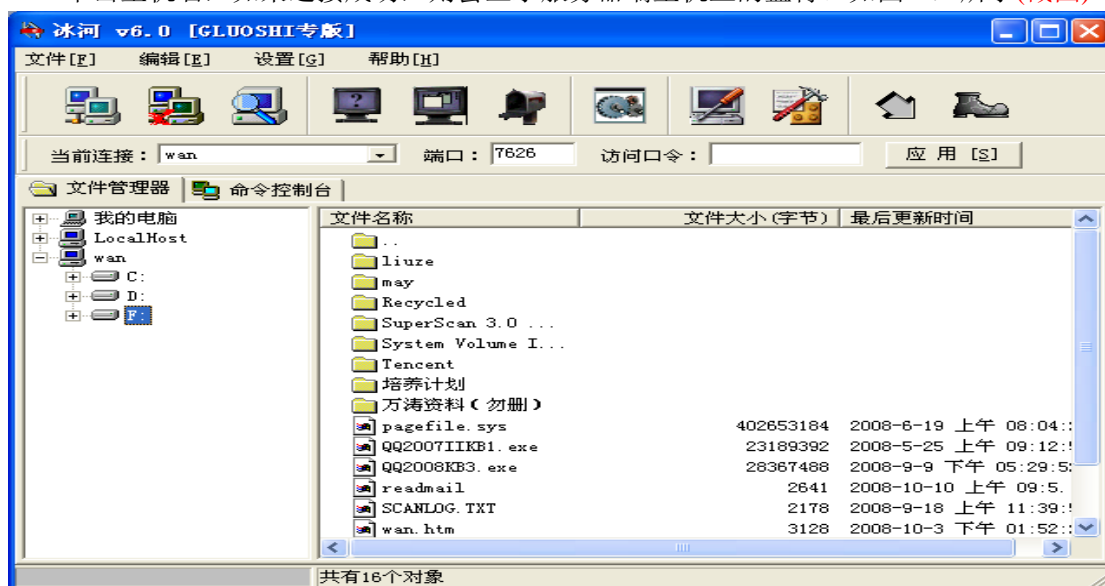 冰河 v6.0 [GLUOSHI专版]
文件[F] 编辑[E] 设置[G] 帮助[H]
当前连接： wan 端口： 7626 访问口令： 应 用 [S]
文件管理器 命令控制台
我的电脑
LocalHost
wan
C:
D:
F:
文件名称 文件大小(字节) 最后更新时间
..
liuze
may
Recycled
SuperScan 3.0 ...
System Volume I...
Tencent
培养计划
万涛资料(勿删)
pagefile.sys 402653184 2008-6-19 上午 08:04:
QQ2007IIKB1.exe 23189392 2008-5-25 上午 09:12:
QQ2008KB3.exe 28367488 2008-9-9 下午 05:29:5
readmail 2641 2008-10-10 上午 09:5.
SCANLOG.TXT 2178 2008-9-18 上午 11:39:
wan.htm 3128 2008-10-3 下午 01:52:
共有16个对象